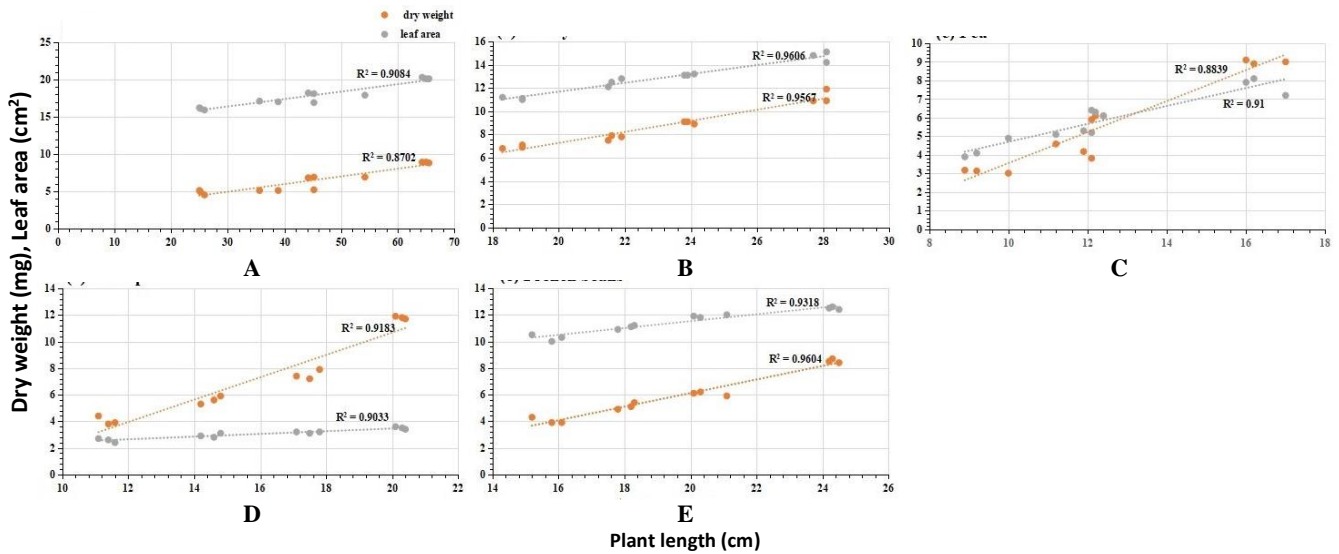 dry weight
leaf area
Dry weight (mg), Leaf area (cm²)
25
20
15
10
5
0
R² = 0.9084
R² = 0.8702
0 10 20 30 40 50 60 70
A
16
14
12
10
8
6
4
2
0
R² = 0.9606
R² = 0.9567
18 20 22 24 26 28 30
B
10
9
8
7
6
5
4
3
2
1
0
R² = 0.8839
R² = 0.91
8 10 12 14 16 18
C
14
12
10
8
6
4
2
0
R² = 0.9183
R² = 0.9033
10 12 14 16 18 20 22
D
14
12
10
8
6
4
2
0
R² = 0.9318
R² = 0.9604
14 16 18 20 22 24 26
E
Plant length (cm)